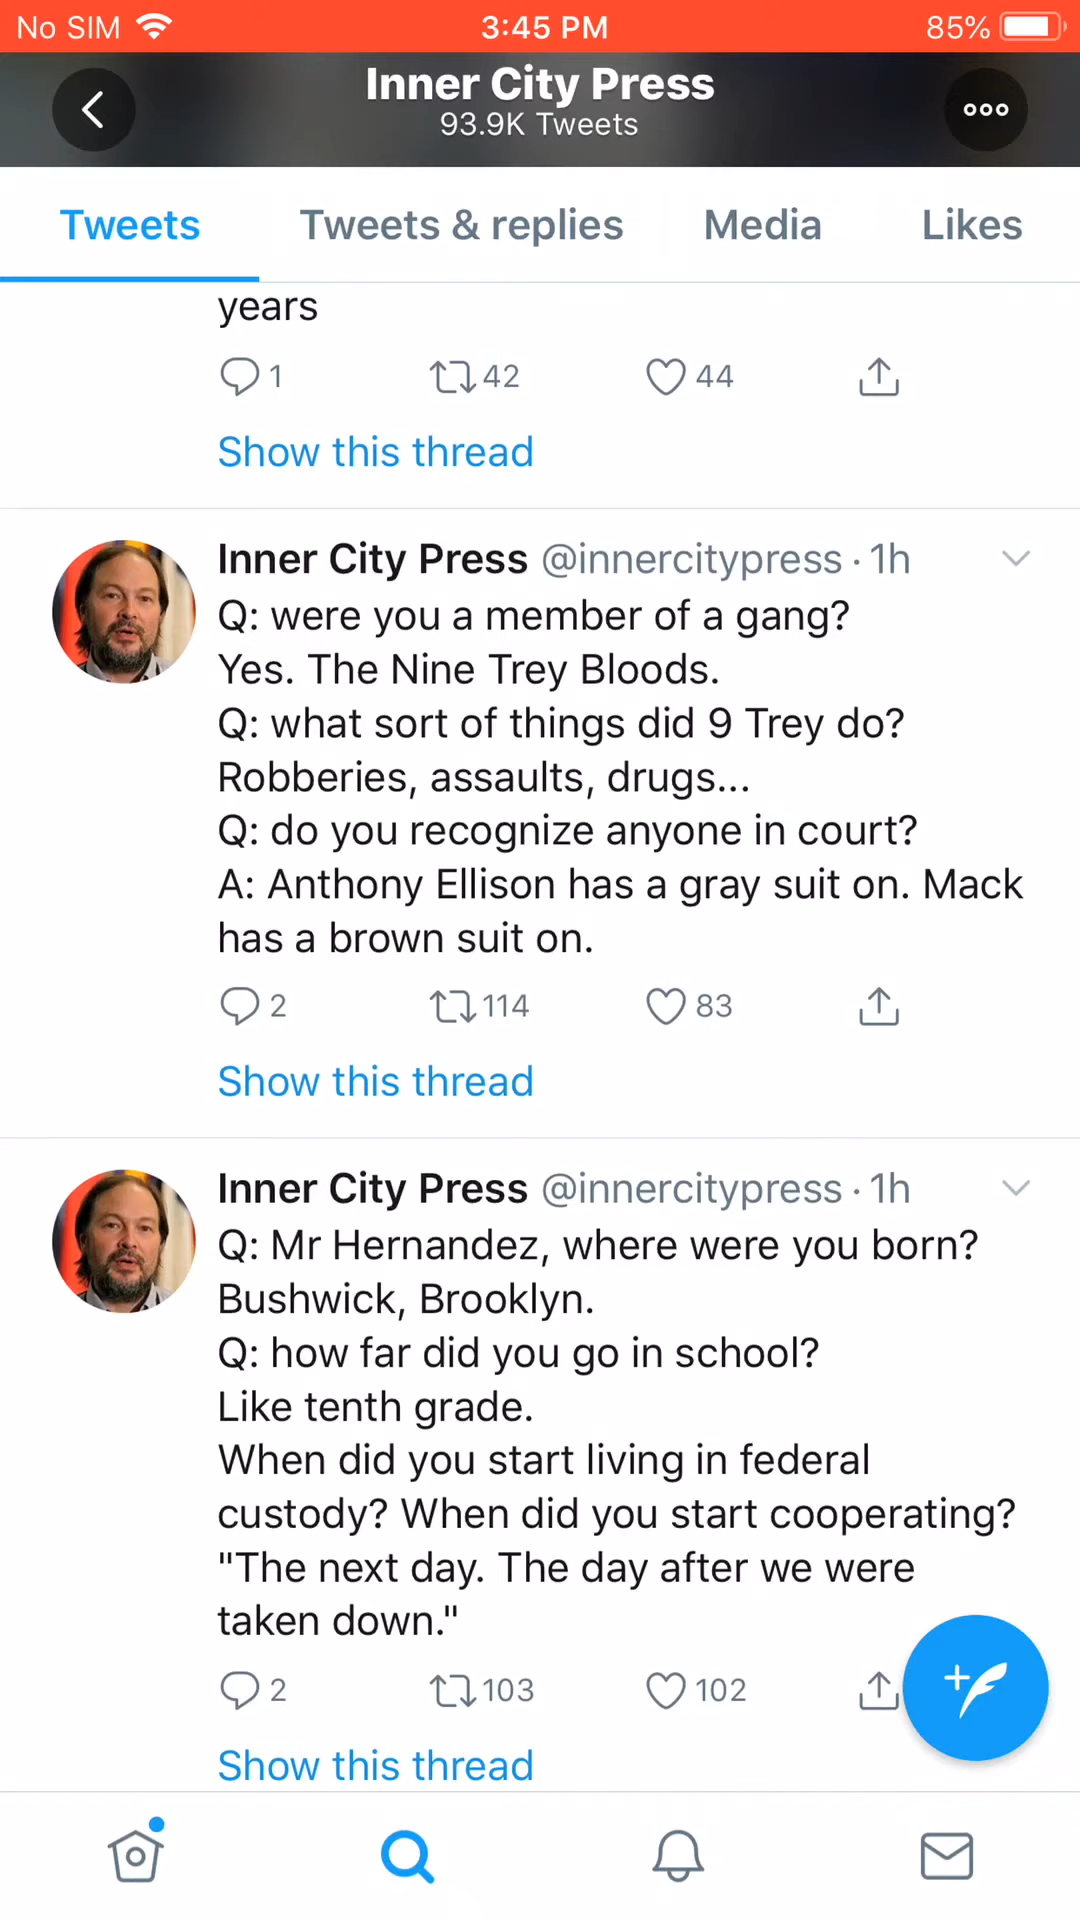 No SIM 3:45 PM 85%
Inner City Press
93.9K Tweets
Tweets Tweets & replies Media Likes
years
1 42 44
Show this thread
Inner City Press @innercitypress · 1h
Q: were you a member of a gang?
Yes. The Nine Trey Bloods.
Q: what sort of things did 9 Trey do?
Robberies, assaults, drugs...
Q: do you recognize anyone in court?
A: Anthony Ellison has a gray suit on. Mack
has a brown suit on.
2 114 83
Show this thread
Inner City Press @innercitypress · 1h
Q: Mr Hernandez, where were you born?
Bushwick, Brooklyn.
Q: how far did you go in school?
Like tenth grade.
When did you start living in federal
custody? When did you start cooperating?
"The next day. The day after we were
taken down."
2 103 102
Show this thread